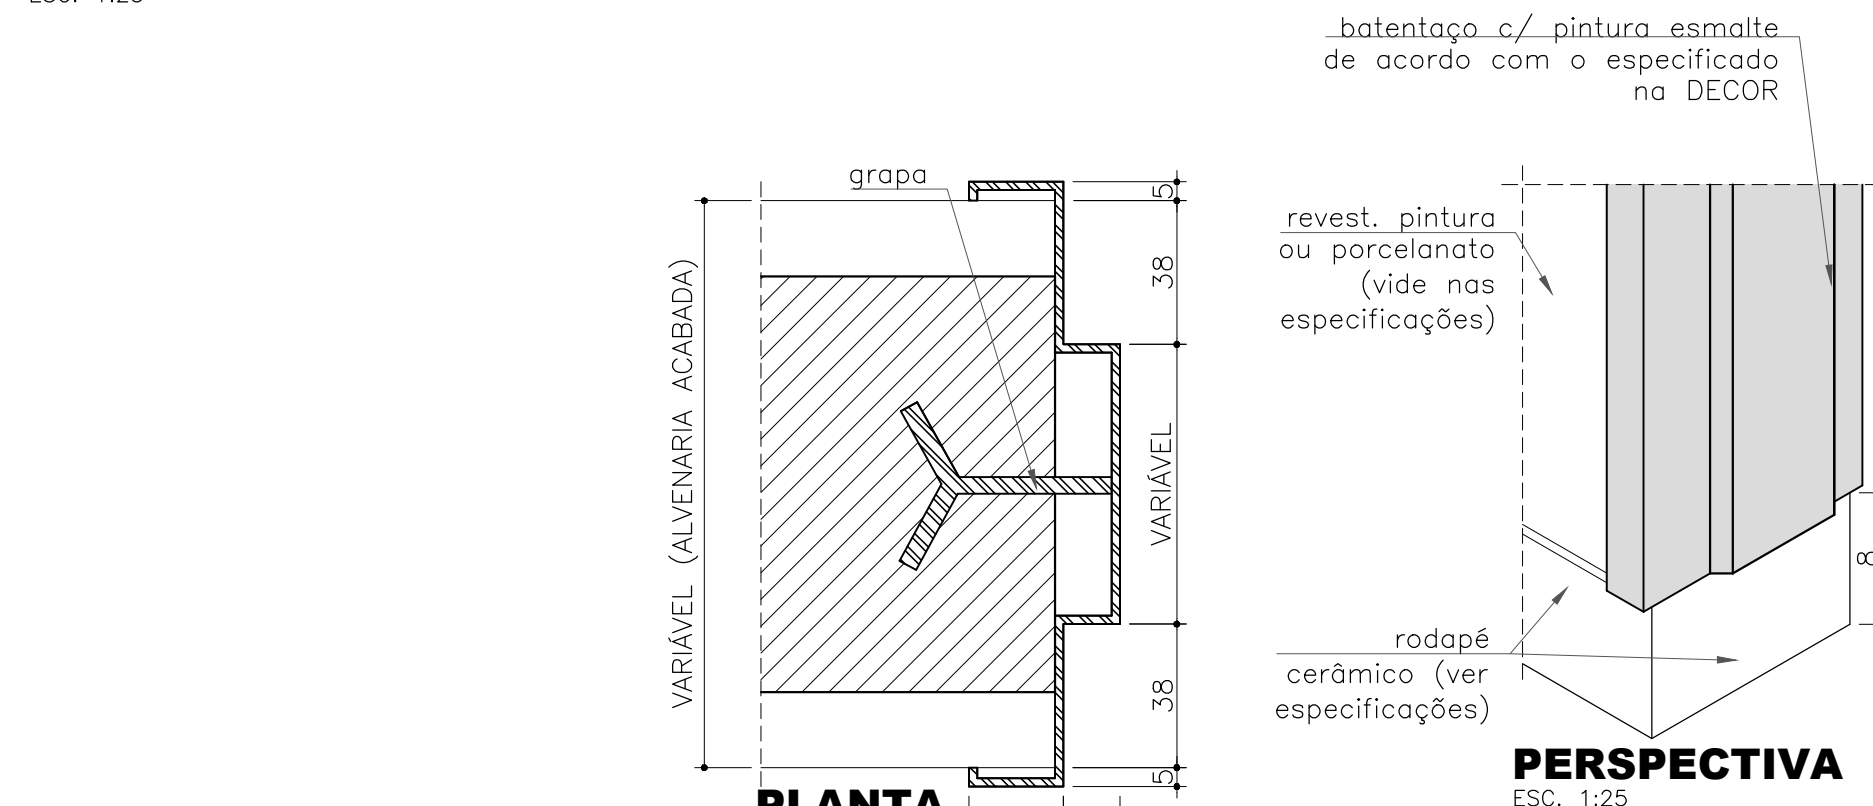 batentaço c/ pintura esmalte
de acordo com o especificado
na DECOR
grapa
5
revest. pintura
ou porcelanato
(vide nas
especificações)
38
VARIÁVEL (ALVENARIA ACABADA)
VARIÁVEL
rodapé
cerâmico (ver
especificações)
38
5
PERSPECTIVA
ESC. 1:25
PLANTA